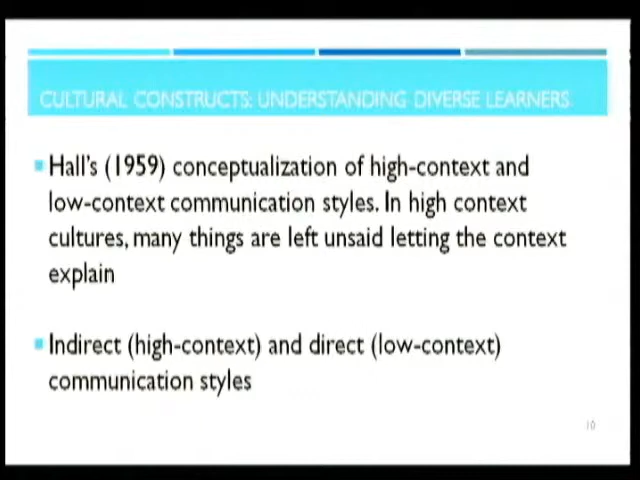 CULTURAL CONSTRUCTS: UNDERSTANDING DIVERSE LEARNERS
Hall's (1959) conceptualization of high-context and
low-context communication styles. In high context
cultures, many things are left unsaid letting the context
explain
Indirect (high-context) and direct (low-context)
communication styles
10